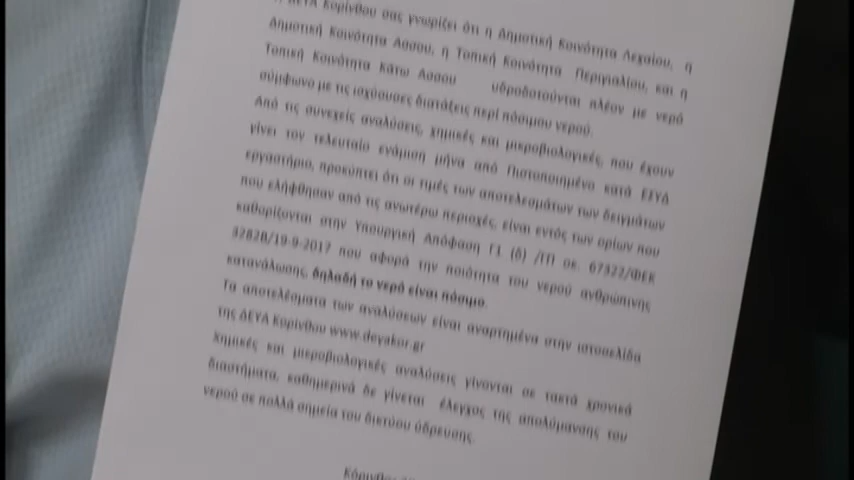 ΔΕΥΑ Κορίνθου σας γνωρίζει ότι η Δημοτική Κοινότητα Λεχαίου, η
Δημοτική Κοινότητα Άσσου, η Τοπική Κοινότητα Περιγιαλίου, και η
Τοπική Κοινότητα Κάτω Άσσου υδροδοτούνται πλέον με νερό
σύμφωνο με τις ισχύουσες διατάξεις περί πόσιμου νερού.
Από τις συνεχείς αναλύσεις, χημικές και μικροβιολογικές, που έχουν
γίνει τον τελευταίο ενάμιση μήνα από Πιστοποιημένο κατά ΕΣΥΔ
εργαστήριο, προκύπτει ότι οι τιμές των αποτελεσμάτων των δειγμάτων
που ελήφθησαν από τις ανωτέρω περιοχές, είναι εντός των ορίων που
καθορίζονται στην Υπουργική Απόφαση Γ1 (δ) /ΓΠ οικ. 67322/ΦΕΚ
3282Β/19-9-2017 που αφορά την ποιότητα του νερού ανθρώπινης
κατανάλωσης, δηλαδή το νερό είναι πόσιμο.
Τα αποτελέσματα των αναλύσεων είναι αναρτημένα στην ιστοσελίδα
της ΔΕΥΑ Κορίνθου www.deyakor.gr
Χημικές και μικροβιολογικές αναλύσεις γίνονται σε τακτά χρονικά
διαστήματα, καθημερινά δε γίνεται έλεγχος της απολύμανσης του
νερού σε πολλά σημεία του δικτύου ύδρευσης.
Κόρινθος